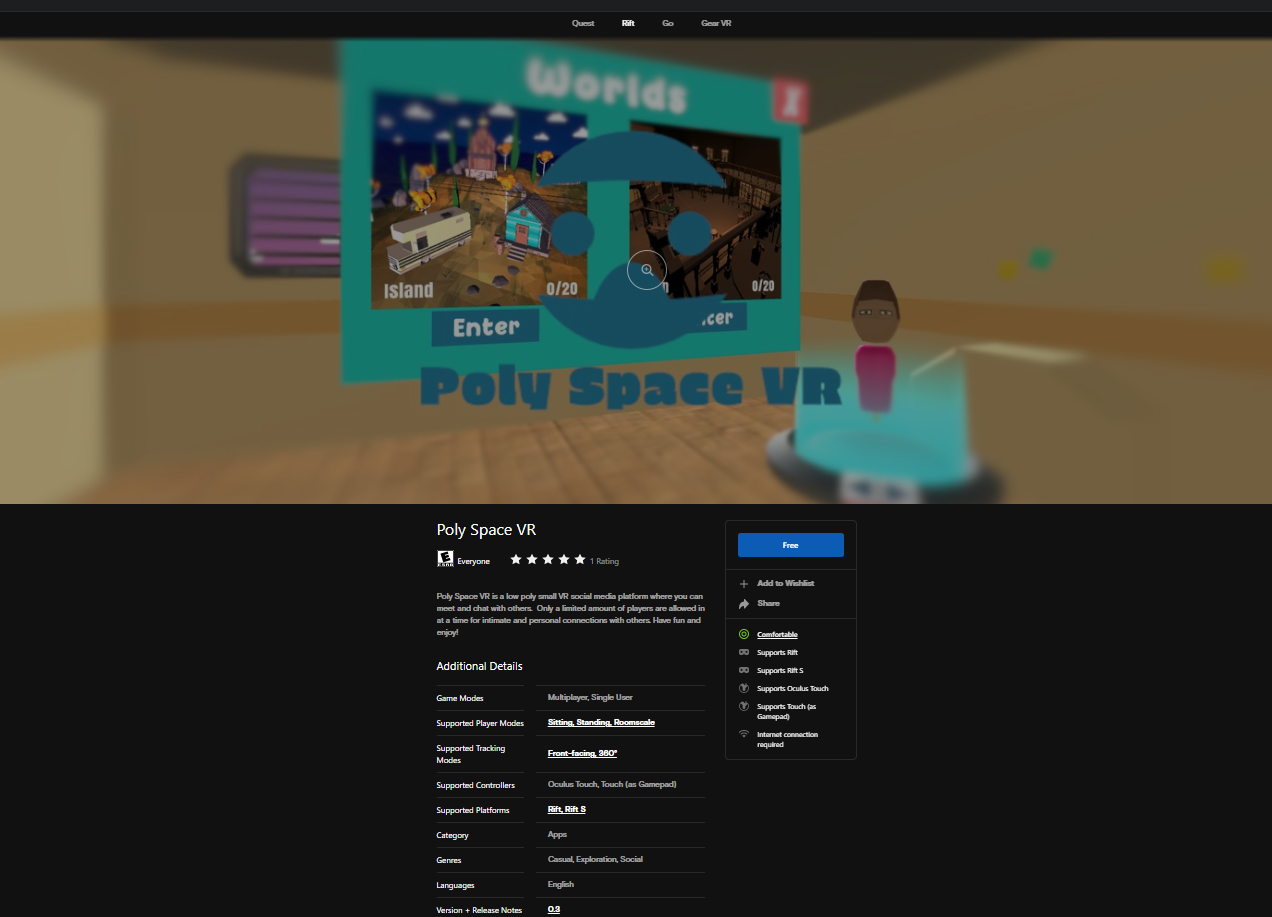 Quest Rift Go Gear VR
Worlds X
Island 0/20
0/20
Enter
Poly Space VR
Poly Space VR
Everyone 1 Rating
Poly Space VR is a low poly small VR social media platform where you can
meet and chat with others. Only a limited amount of players are allowed in
at a time for intimate and personal connections with others. Have fun and
enjoy!
Additional Details
Game Modes Multiplayer, Single User
Supported Player Modes Sitting, Standing, Roomscale
Supported Tracking
Modes Front-facing, 360°
Supported Controllers Oculus Touch, Touch (as Gamepad)
Supported Platforms Rift, Rift S
Category Apps
Genres Casual, Exploration, Social
Languages English
Version + Release Notes 0.3
Free
Add to Wishlist
Share
Comfortable
Supports Rift
Supports Rift S
Supports Oculus Touch
Supports Touch (as
Gamepad)
Internet connection
required